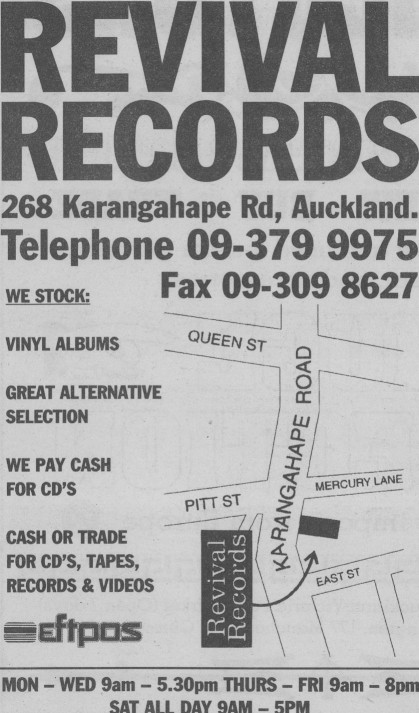 REVIVAL
RECORDS
268 Karangahape Rd, Auckland.
Telephone 09-379 9975
Fax 09-309 8627
WE STOCK:
VINYL ALBUMS
GREAT ALTERNATIVE
SELECTION
WE PAY CASH
FOR CD'S
CASH OR TRADE
FOR CD'S, TAPES,
RECORDS & VIDEOS
eftpos
QUEEN ST
KARANGAHAPE ROAD
MERCURY LANE
PITT ST
Revival
Records
EAST ST
MON – WED 9am – 5.30pm THURS – FRI 9am – 8pm
SAT ALL DAY 9AM – 5PM